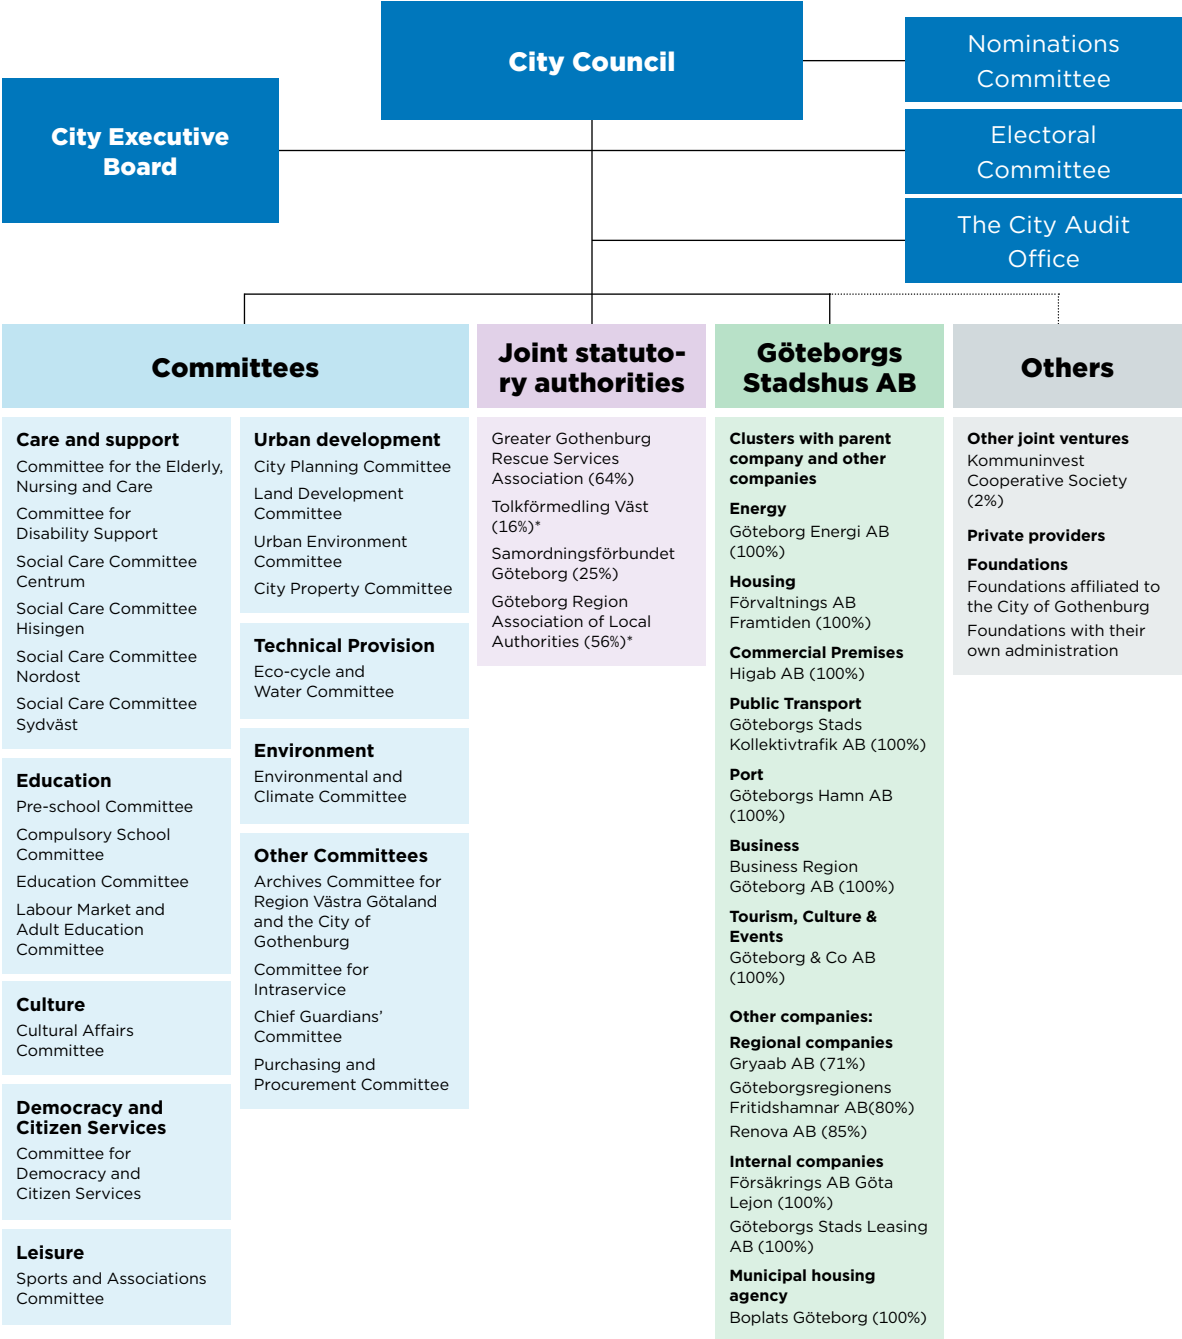 City Council
City Executive
Board
Nominations
Committee
Electoral
Committee
The City Audit
Office
Committees
Care and support
Committee for the Elderly,
Nursing and Care
Committee for
Disability Support
Social Care Committee
Centrum
Social Care Committee
Hisingen
Social Care Committee
Nordost
Social Care Committee
Sydväst
Education
Pre-school Committee
Compulsory School
Committee
Education Committee
Labour Market and
Adult Education
Committee
Culture
Cultural Affairs
Committee
Democracy and
Citizen Services
Committee for
Democracy and
Citizen Services
Leisure
Sports and Associations
Committee
Urban development
City Planning Committee
Land Development
Committee
Urban Environment
Committee
City Property Committee
Technical Provision
Eco-cycle and
Water Committee
Environment
Environmental and
Climate Committee
Other Committees
Archives Committee for
Region Västra Götaland
and the City of
Gothenburg
Committee for
Intraservice
Chief Guardians’
Committee
Purchasing and
Procurement Committee
Joint statuto-
ry authorities
Greater Gothenburg
Rescue Services
Association (64%)
Tolkförmedling Väst
(16%)*
Samordningsförbundet
Göteborg (25%)
Göteborg Region
Association of Local
Authorities (56%)*
Göteborgs
Stadshus AB
Clusters with parent
company and other
companies
Energy
Göteborg Energi AB
(100%)
Housing
Förvaltnings AB
Framtiden (100%)
Commercial Premises
Higab AB (100%)
Public Transport
Göteborgs Stads
Kollektivtrafik AB (100%)
Port
Göteborgs Hamn AB
(100%)
Business
Business Region
Göteborg AB (100%)
Tourism, Culture &
Events
Göteborg & Co AB
(100%)
Other companies:
Regional companies
Gryaab AB (71%)
Göteborgsregionens
Fritidshamnar AB(80%)
Renova AB (85%)
Internal companies
Försäkrings AB Göta
Lejon (100%)
Göteborgs Stads Leasing
AB (100%)
Municipal housing
agency
Boplats Göteborg (100%)
Others
Other joint ventures
Kommuninvest
Cooperative Society
(2%)
Private providers
Foundations
Foundations affiliated to
the City of Gothenburg
Foundations with their
own administration